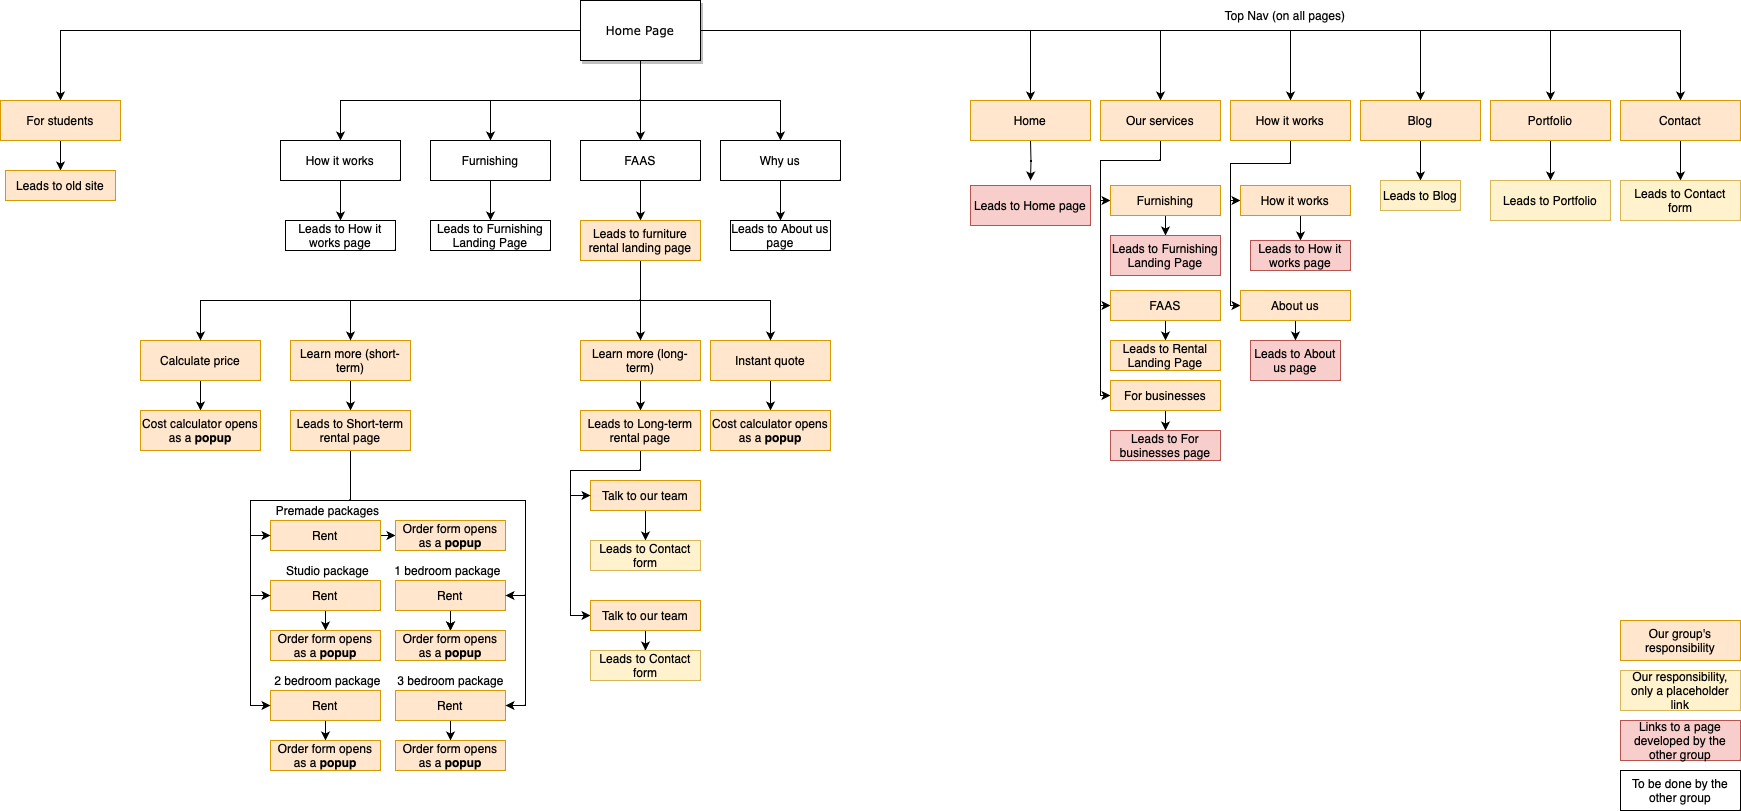 Top Nav (on all pages)
Home Page
For students
Leads to old site
How it works
Furnishing
FAAS
Why us
Leads to How it
works page
Leads to Furnishing
Landing Page
Leads to furniture
rental landing page
Leads to About us
page
Calculate price
Learn more (short-
term)
Learn more (long-
term)
Instant quote
Cost calculator opens
as a popup
Leads to Short-term
rental page
Leads to Long-term
rental page
Cost calculator opens
as a popup
Premade packages
Rent
Order form opens
as a popup
Studio package
Rent
Order form opens
as a popup
1 bedroom package
Rent
Order form opens
as a popup
2 bedroom package
Rent
Order form opens
as a popup
3 bedroom package
Rent
Order form opens
as a popup
Talk to our team
Leads to Contact
form
Talk to our team
Leads to Contact
form
Home
Leads to Home page
Our services
Furnishing
Leads to Furnishing
Landing Page
FAAS
Leads to Rental
Landing Page
For businesses
Leads to For
businesses page
How it works
How it works
Leads to How it
works page
About us
Leads to About
us page
Blog
Leads to Blog
Portfolio
Leads to Portfolio
Contact
Leads to Contact
form
Our group's
responsibility
Our responsibility,
only a placeholder
link
Links to a page
developed by the
other group
To be done by the
other group